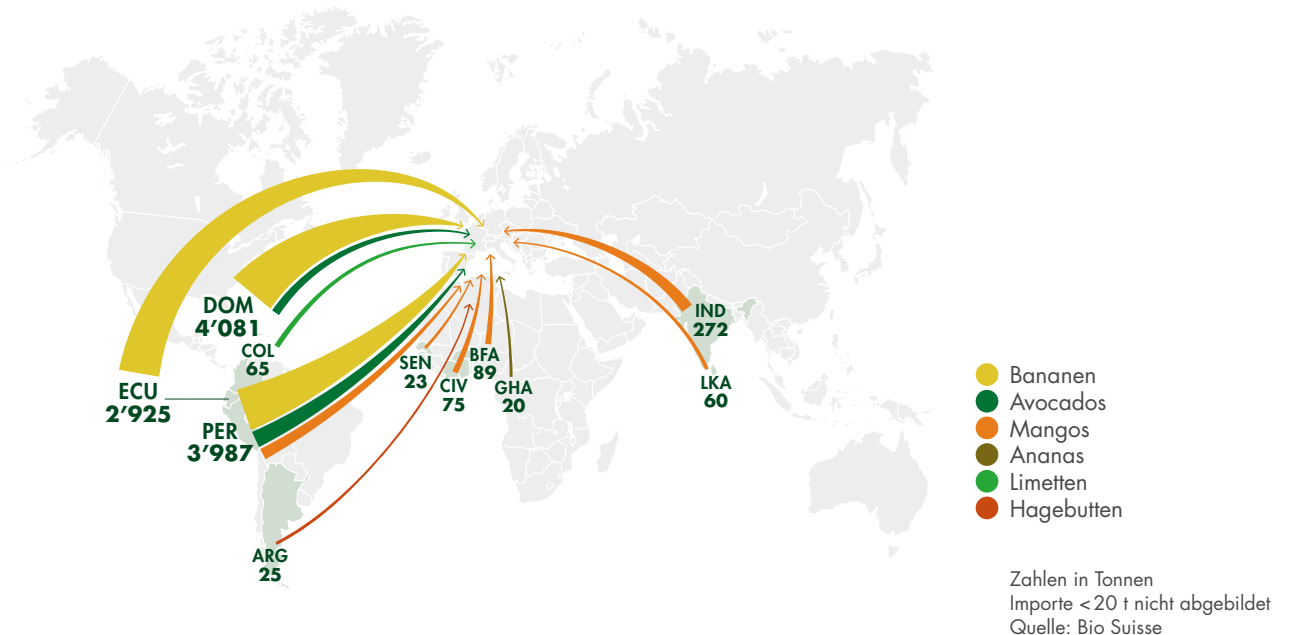 DOM
4’081
COL
65
ECU
2’925
PER
3’987
ARG
25
SEN
23
CIV
75
BFA
89
GHA
20
IND
272
LKA
60
Bananen
Avocados
Mangos
Ananas
Limetten
Hagebutten
Zahlen in Tonnen
Importe <20 t nicht abgebildet
Quelle: Bio Suisse